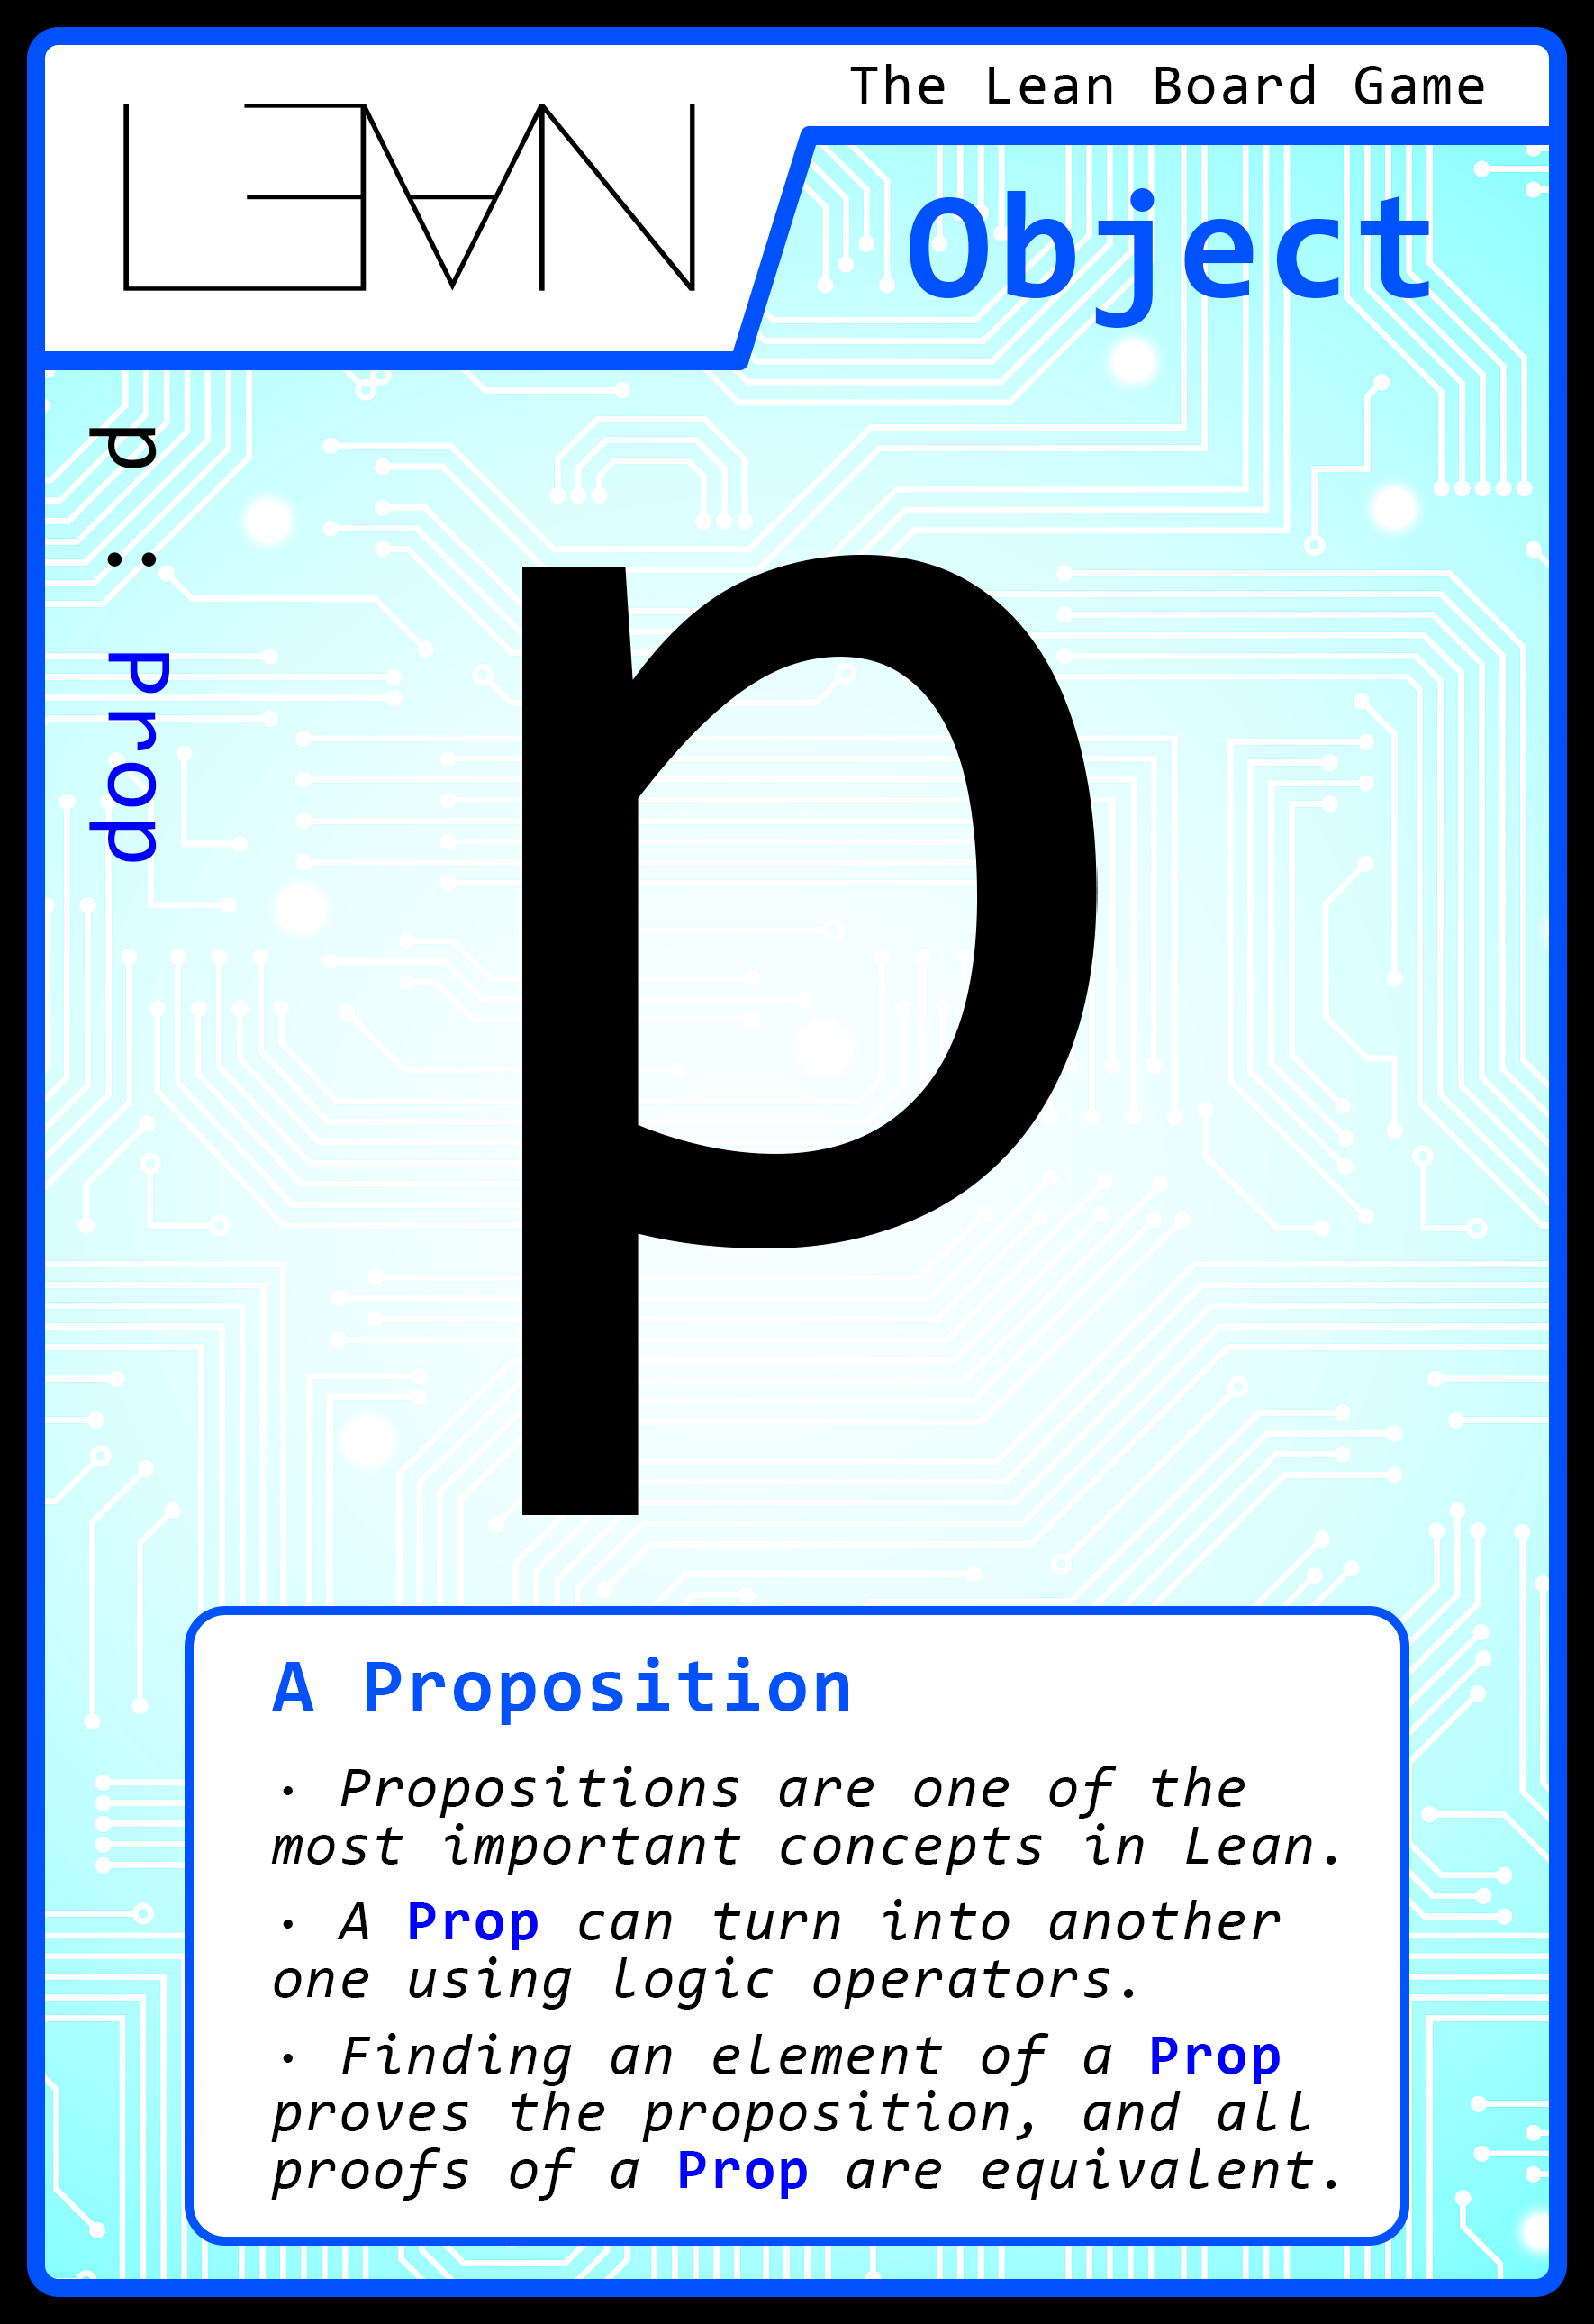 LEAN
The Lean Board Game
Object
p : Prop
p
A Proposition
· Propositions are one of the
most important concepts in Lean.
· A Prop can turn into another
one using logic operators.
· Finding an element of a Prop
proves the proposition, and all
proofs of a Prop are equivalent.